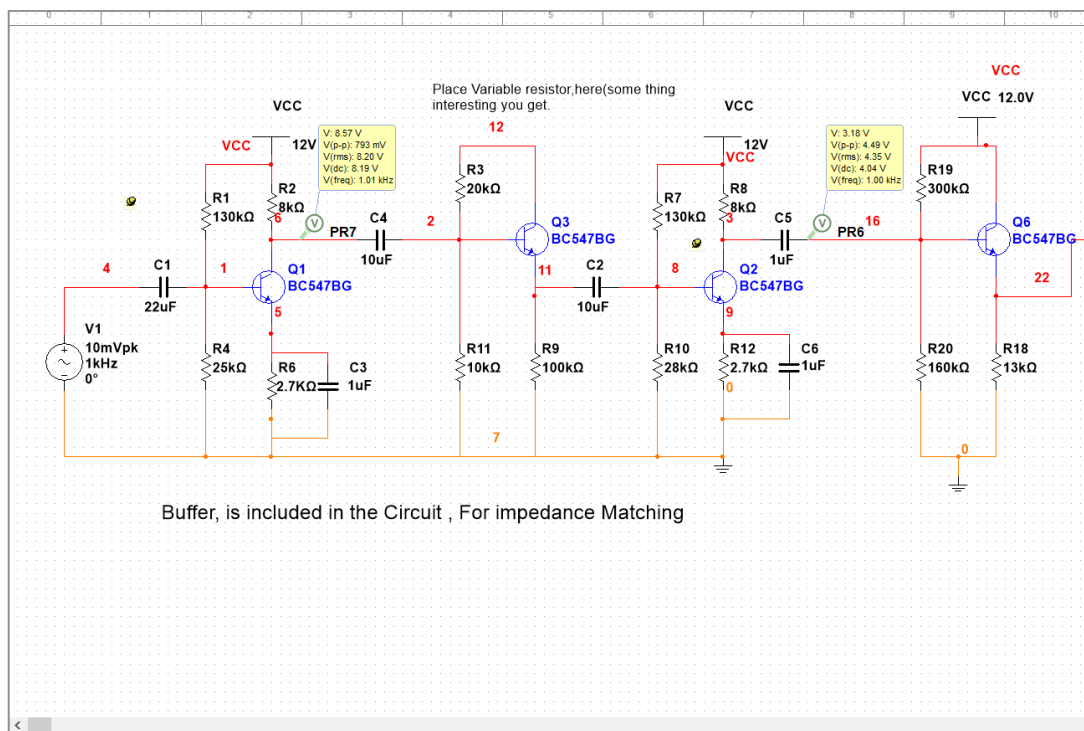 0 1 2 3 4 5 6 7 8 9 10
Place Variable resistor,here(some thing
interesting you get.
VCC
VCC
12V
V: 8.57 V
V(p-p): 793 mV
V(rms): 8.20 V
V(dc): 8.19 V
V(freq): 1.01 kHz
12
VCC
VCC
12V
V: 3.18 V
V(p-p): 4.49 V
V(rms): 4.35 V
V(dc): 4.04 V
V(freq): 1.00 kHz
VCC
VCC 12.0V
R1
130kΩ
R2
8kΩ
6
V
PR7
C4
10uF
2
R3
20kΩ
Q3
BC547BG
11
C2
10uF
R7
130kΩ
R8
8kΩ
3
C5
1uF
V
PR6
16
R19
300kΩ
Q6
BC547BG
22
4
C1
22uF
1
Q1
BC547BG
5
8
Q2
BC547BG
9
V1
10mVpk
1kHz
0°
R4
25kΩ
R6
2.7KΩ
C3
1uF
R11
10kΩ
R9
100kΩ
R10
28kΩ
R12
2.7kΩ
0
C6
1uF
R20
160kΩ
R18
13kΩ
7
0
Buffer, is included in the Circuit , For impedance Matching